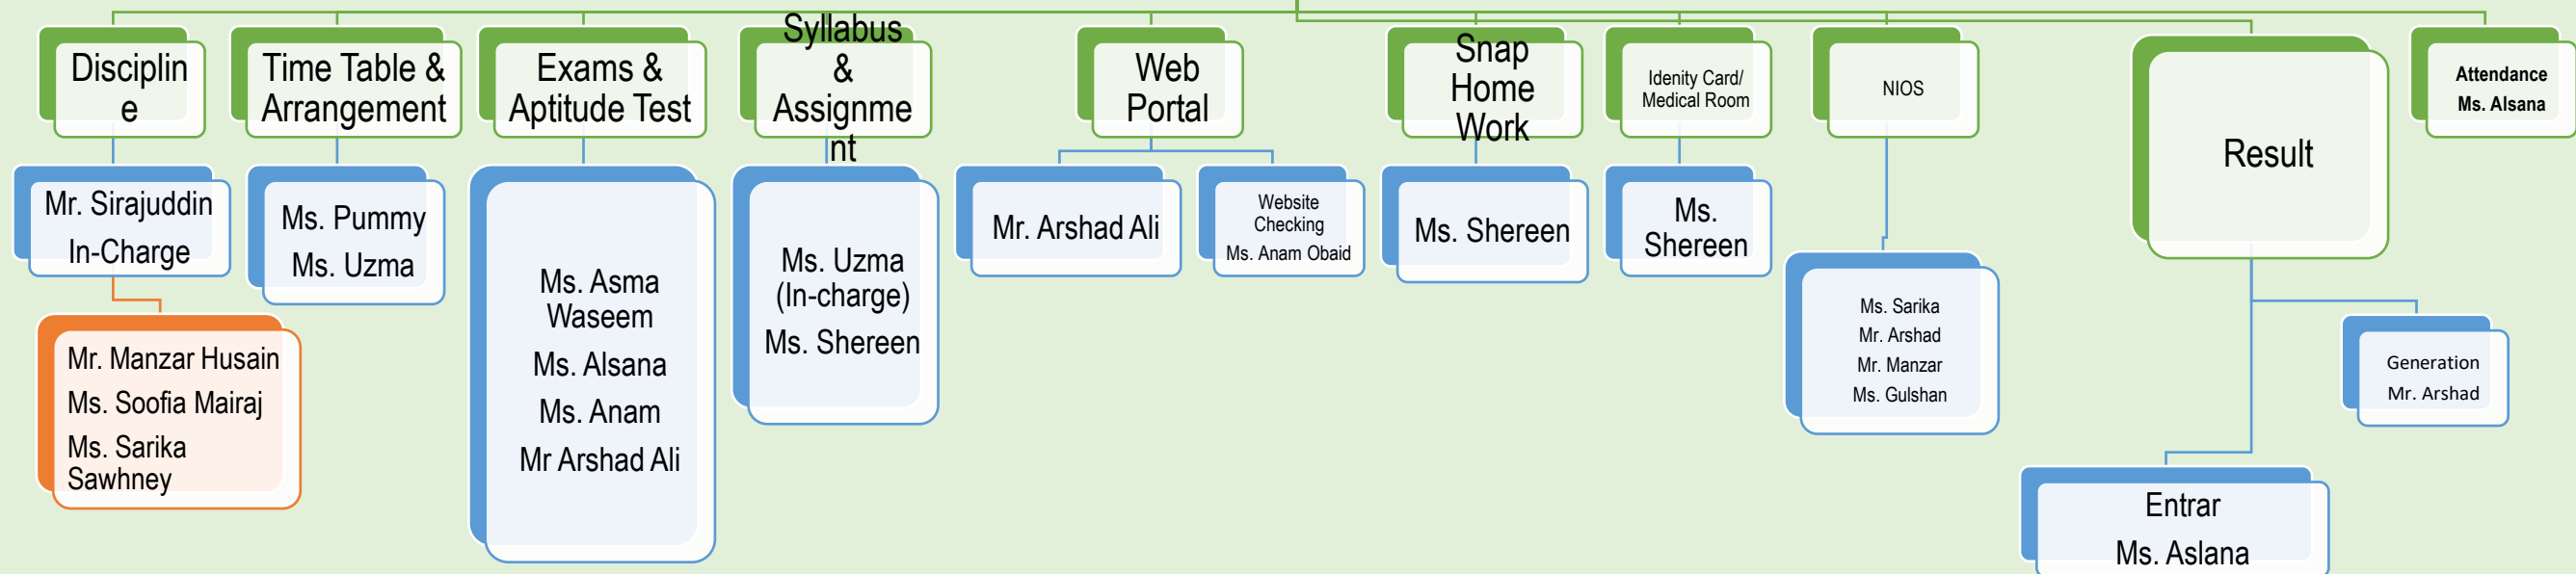 Disciplin
e
Time Table &
Arrangement
Exams &
Aptitude Test
Syllabus
&
Assignme
nt
Web
Portal
Snap
Home
Work
Idenity Card/
Medical Room
NIOS
Result
Attendance
Ms. Alsana
Mr. Sirajuddin
In-Charge
Mr. Manzar Husain
Ms. Soofia Mairaj
Ms. Sarika
Sawhney
Ms. Pummy
Ms. Uzma
Ms. Asma
Waseem
Ms. Alsana
Ms. Anam
Mr Arshad Ali
Ms. Uzma
(In-charge)
Ms. Shereen
Mr. Arshad Ali
Website
Checking
Ms. Anam Obaid
Ms. Shereen
Ms.
Shereen
Ms. Sarika
Mr. Arshad
Mr. Manzar
Ms. Gulshan
Generation
Mr. Arshad
Entrar
Ms. Aslana